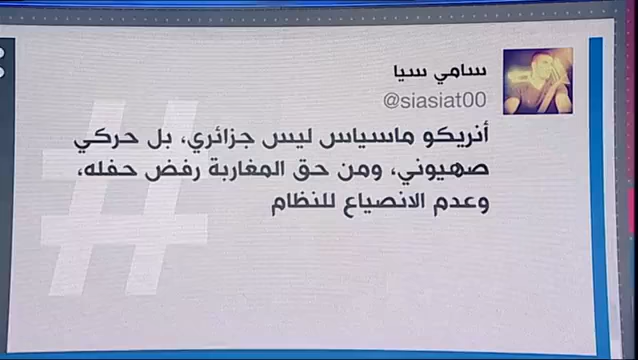 سامي سيا
@siasiat00
أنريكو ماسياس ليس جزائري، بل حركي
صهيوني، ومن حق المغاربة رفض حفله،
وعدم الانصياع للنظام
#